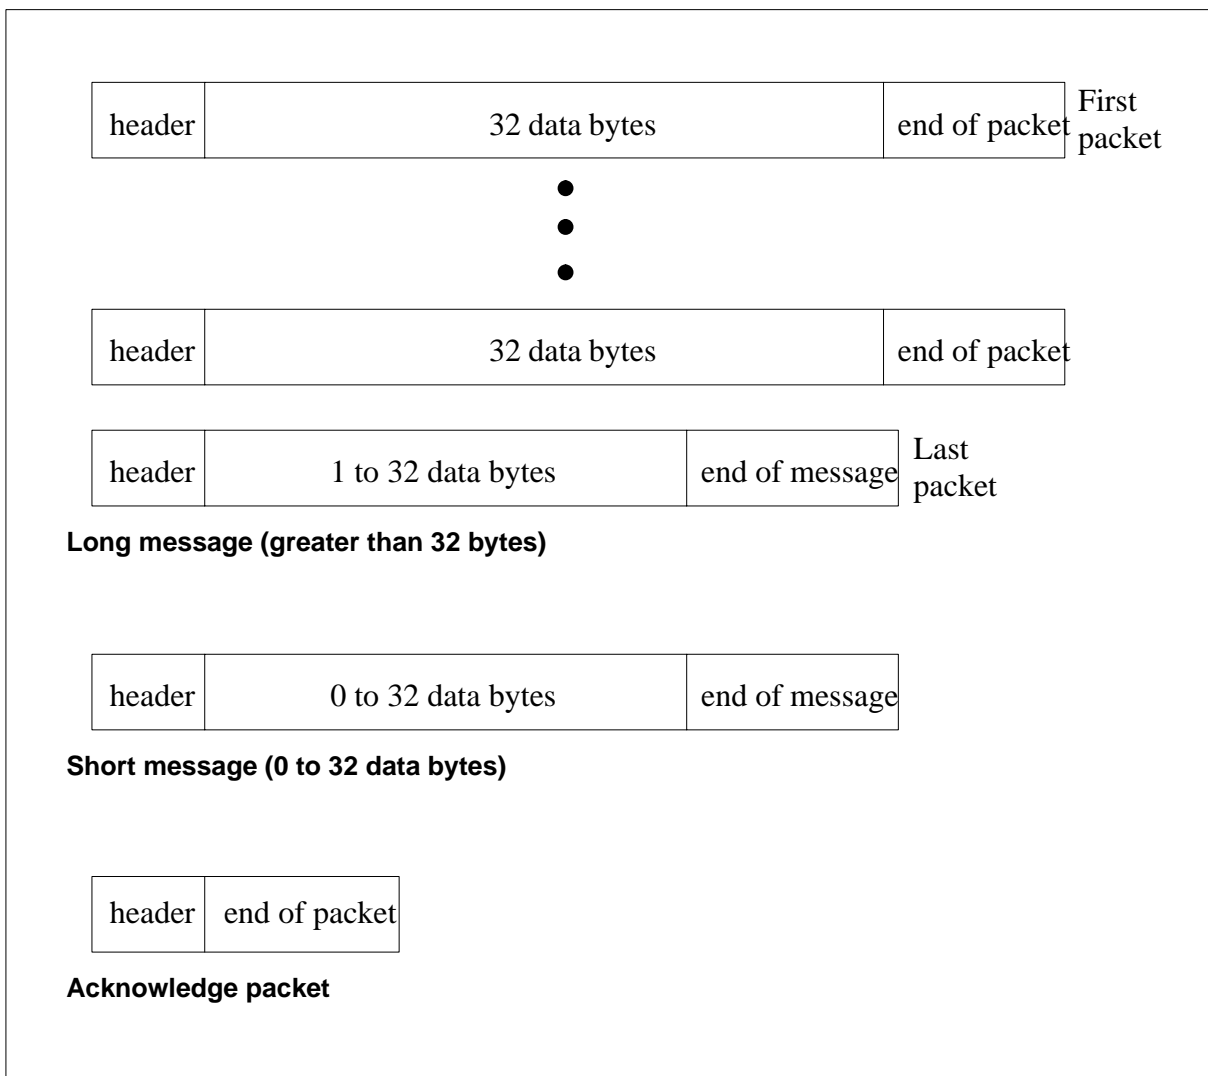 header 32 data bytes end of packet First
packet
header 32 data bytes end of packet
header 1 to 32 data bytes end of message Last
packet
Long message (greater than 32 bytes)
header 0 to 32 data bytes end of message
Short message (0 to 32 data bytes)
header end of packet
Acknowledge packet